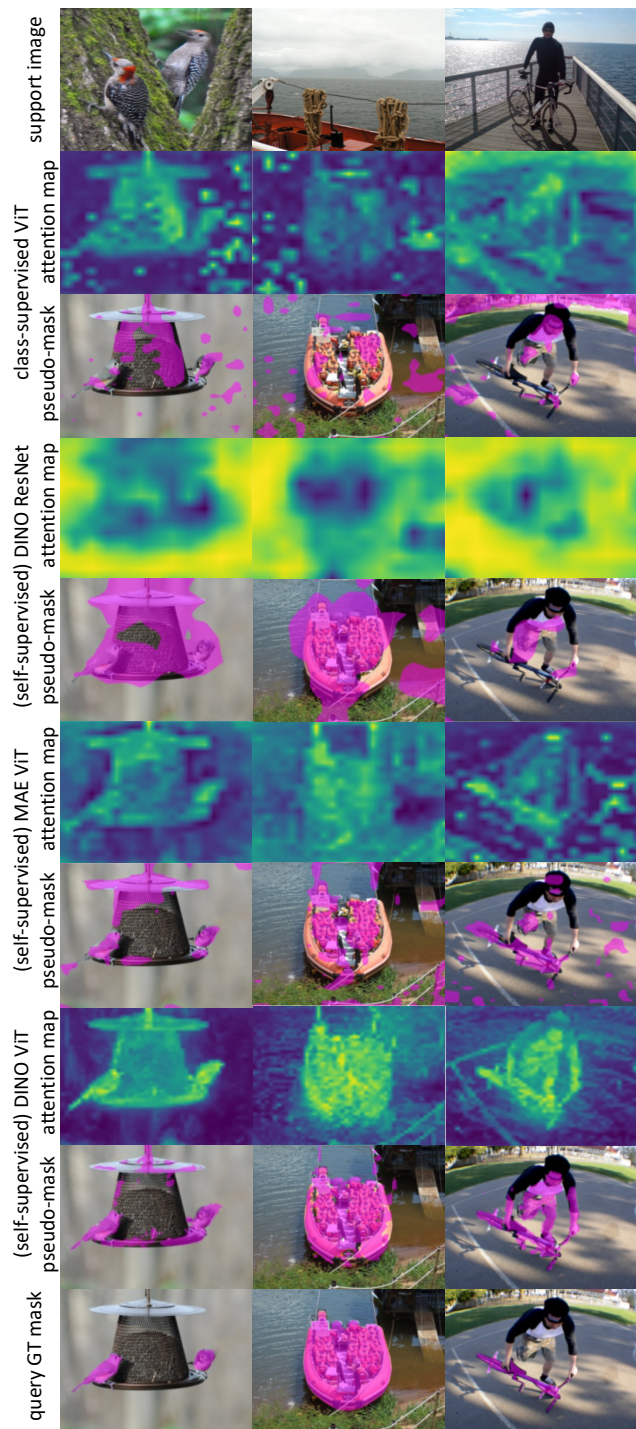 support image
class-supervised ViT
attention map
pseudo-mask
(self-supervised) DINO ResNet
attention map
pseudo-mask
(self-supervised) MAE ViT
attention map
pseudo-mask
(self-supervised) DINO ViT
attention map
pseudo-mask
query GT mask